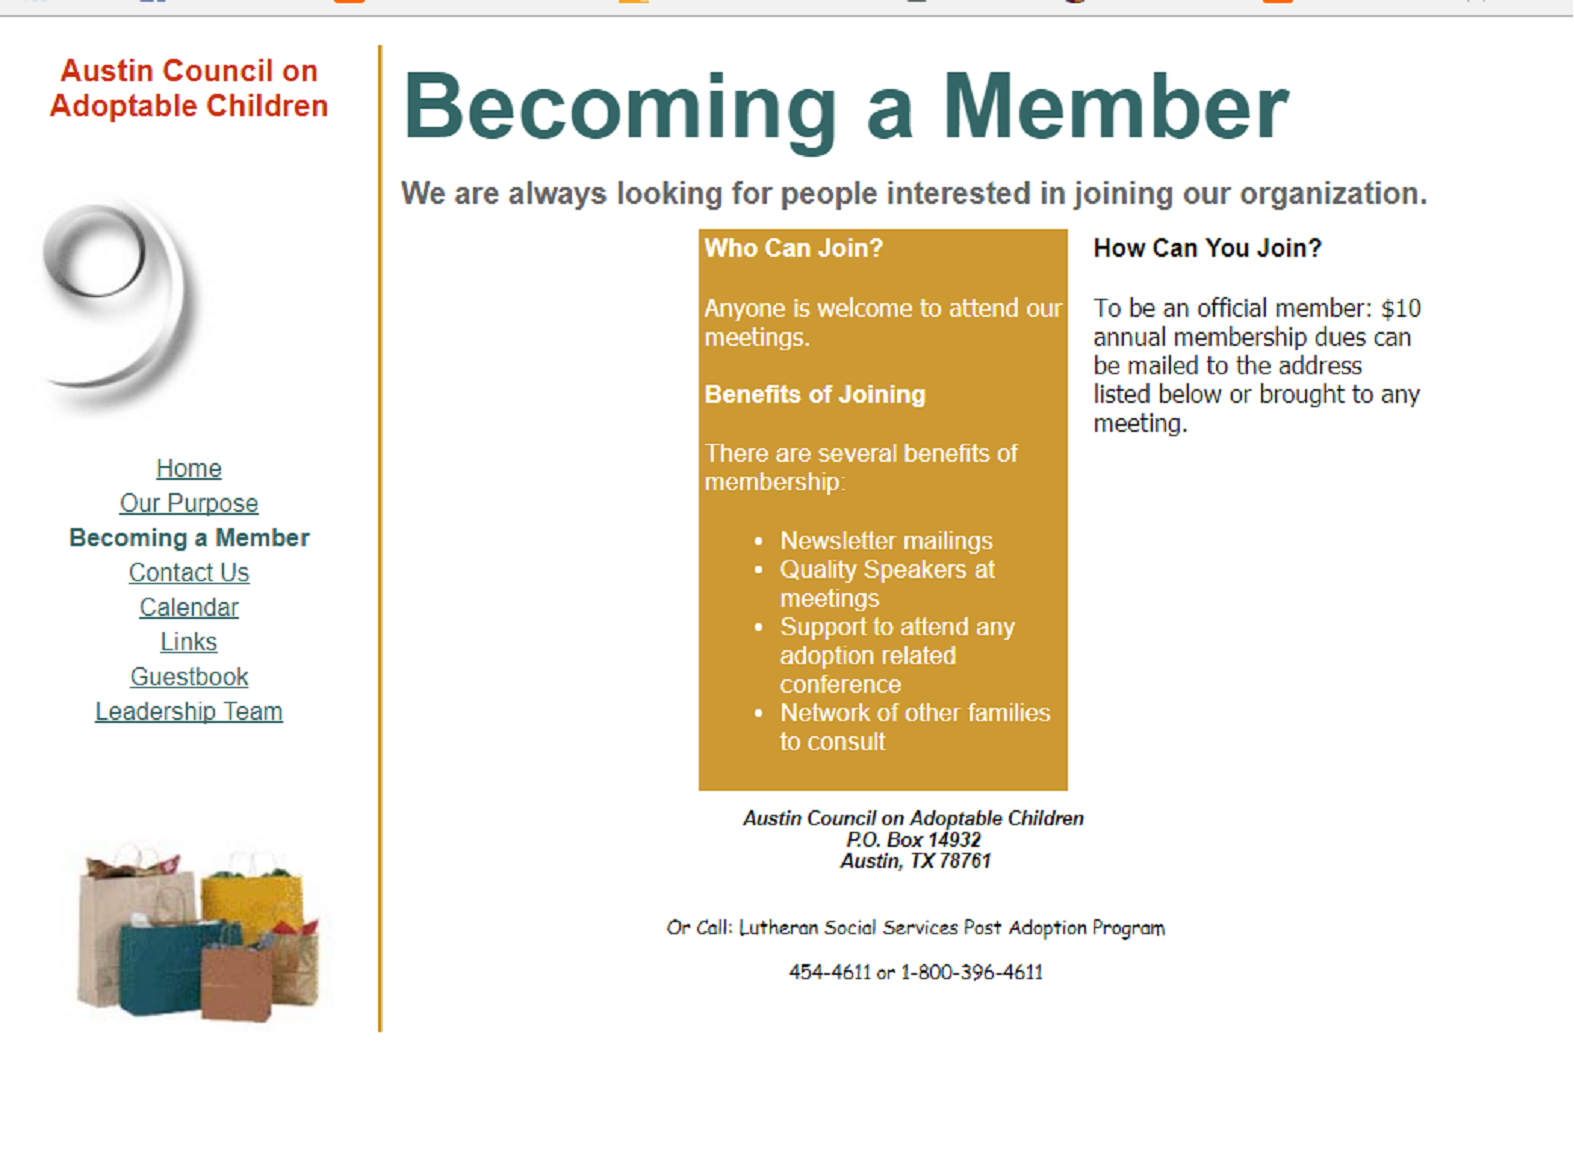 Austin Council on
Adoptable Children
9
Home
Our Purpose
Becoming a Member
Contact Us
Calendar
Links
Guestbook
Leadership Team
Becoming a Member
We are always looking for people interested in joining our organization.
Who Can Join?
Anyone is welcome to attend our
meetings.
Benefits of Joining
There are several benefits of
membership:
• Newsletter mailings
• Quality Speakers at
meetings
• Support to attend any
adoption related
conference
• Network of other families
to consult
How Can You Join?
To be an official member: $10
annual membership dues can
be mailed to the address
listed below or brought to any
meeting.
Austin Council on Adoptable Children
P.O. Box 14932
Austin, TX 78761
Or Call: Lutheran Social Services Post Adoption Program
454-4611 or 1-800-396-4611